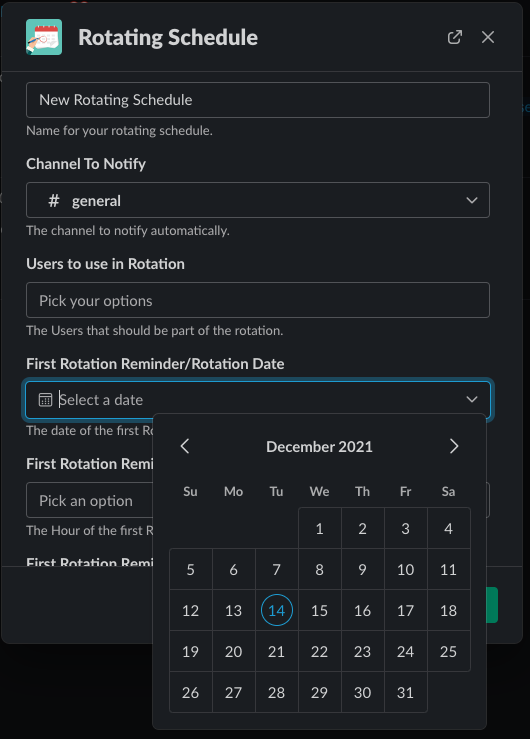 Rotating Schedule
New Rotating Schedule
Name for your rotating schedule.
Channel To Notify
# general
The channel to notify automatically.
Users to use in Rotation
Pick your options
The Users that should be part of the rotation.
First Rotation Reminder/Rotation Date
Select a date
The date of the first Ro
First Rotation Remi
Pick an option
The Hour of the first R
First Rotation Remi
December 2021
Su Mo Tu We Th Fr Sa
1 2 3 4
5 6 7 8 9 10 11
12 13 14 15 16 17 18
19 20 21 22 23 24 25
26 27 28 29 30 31